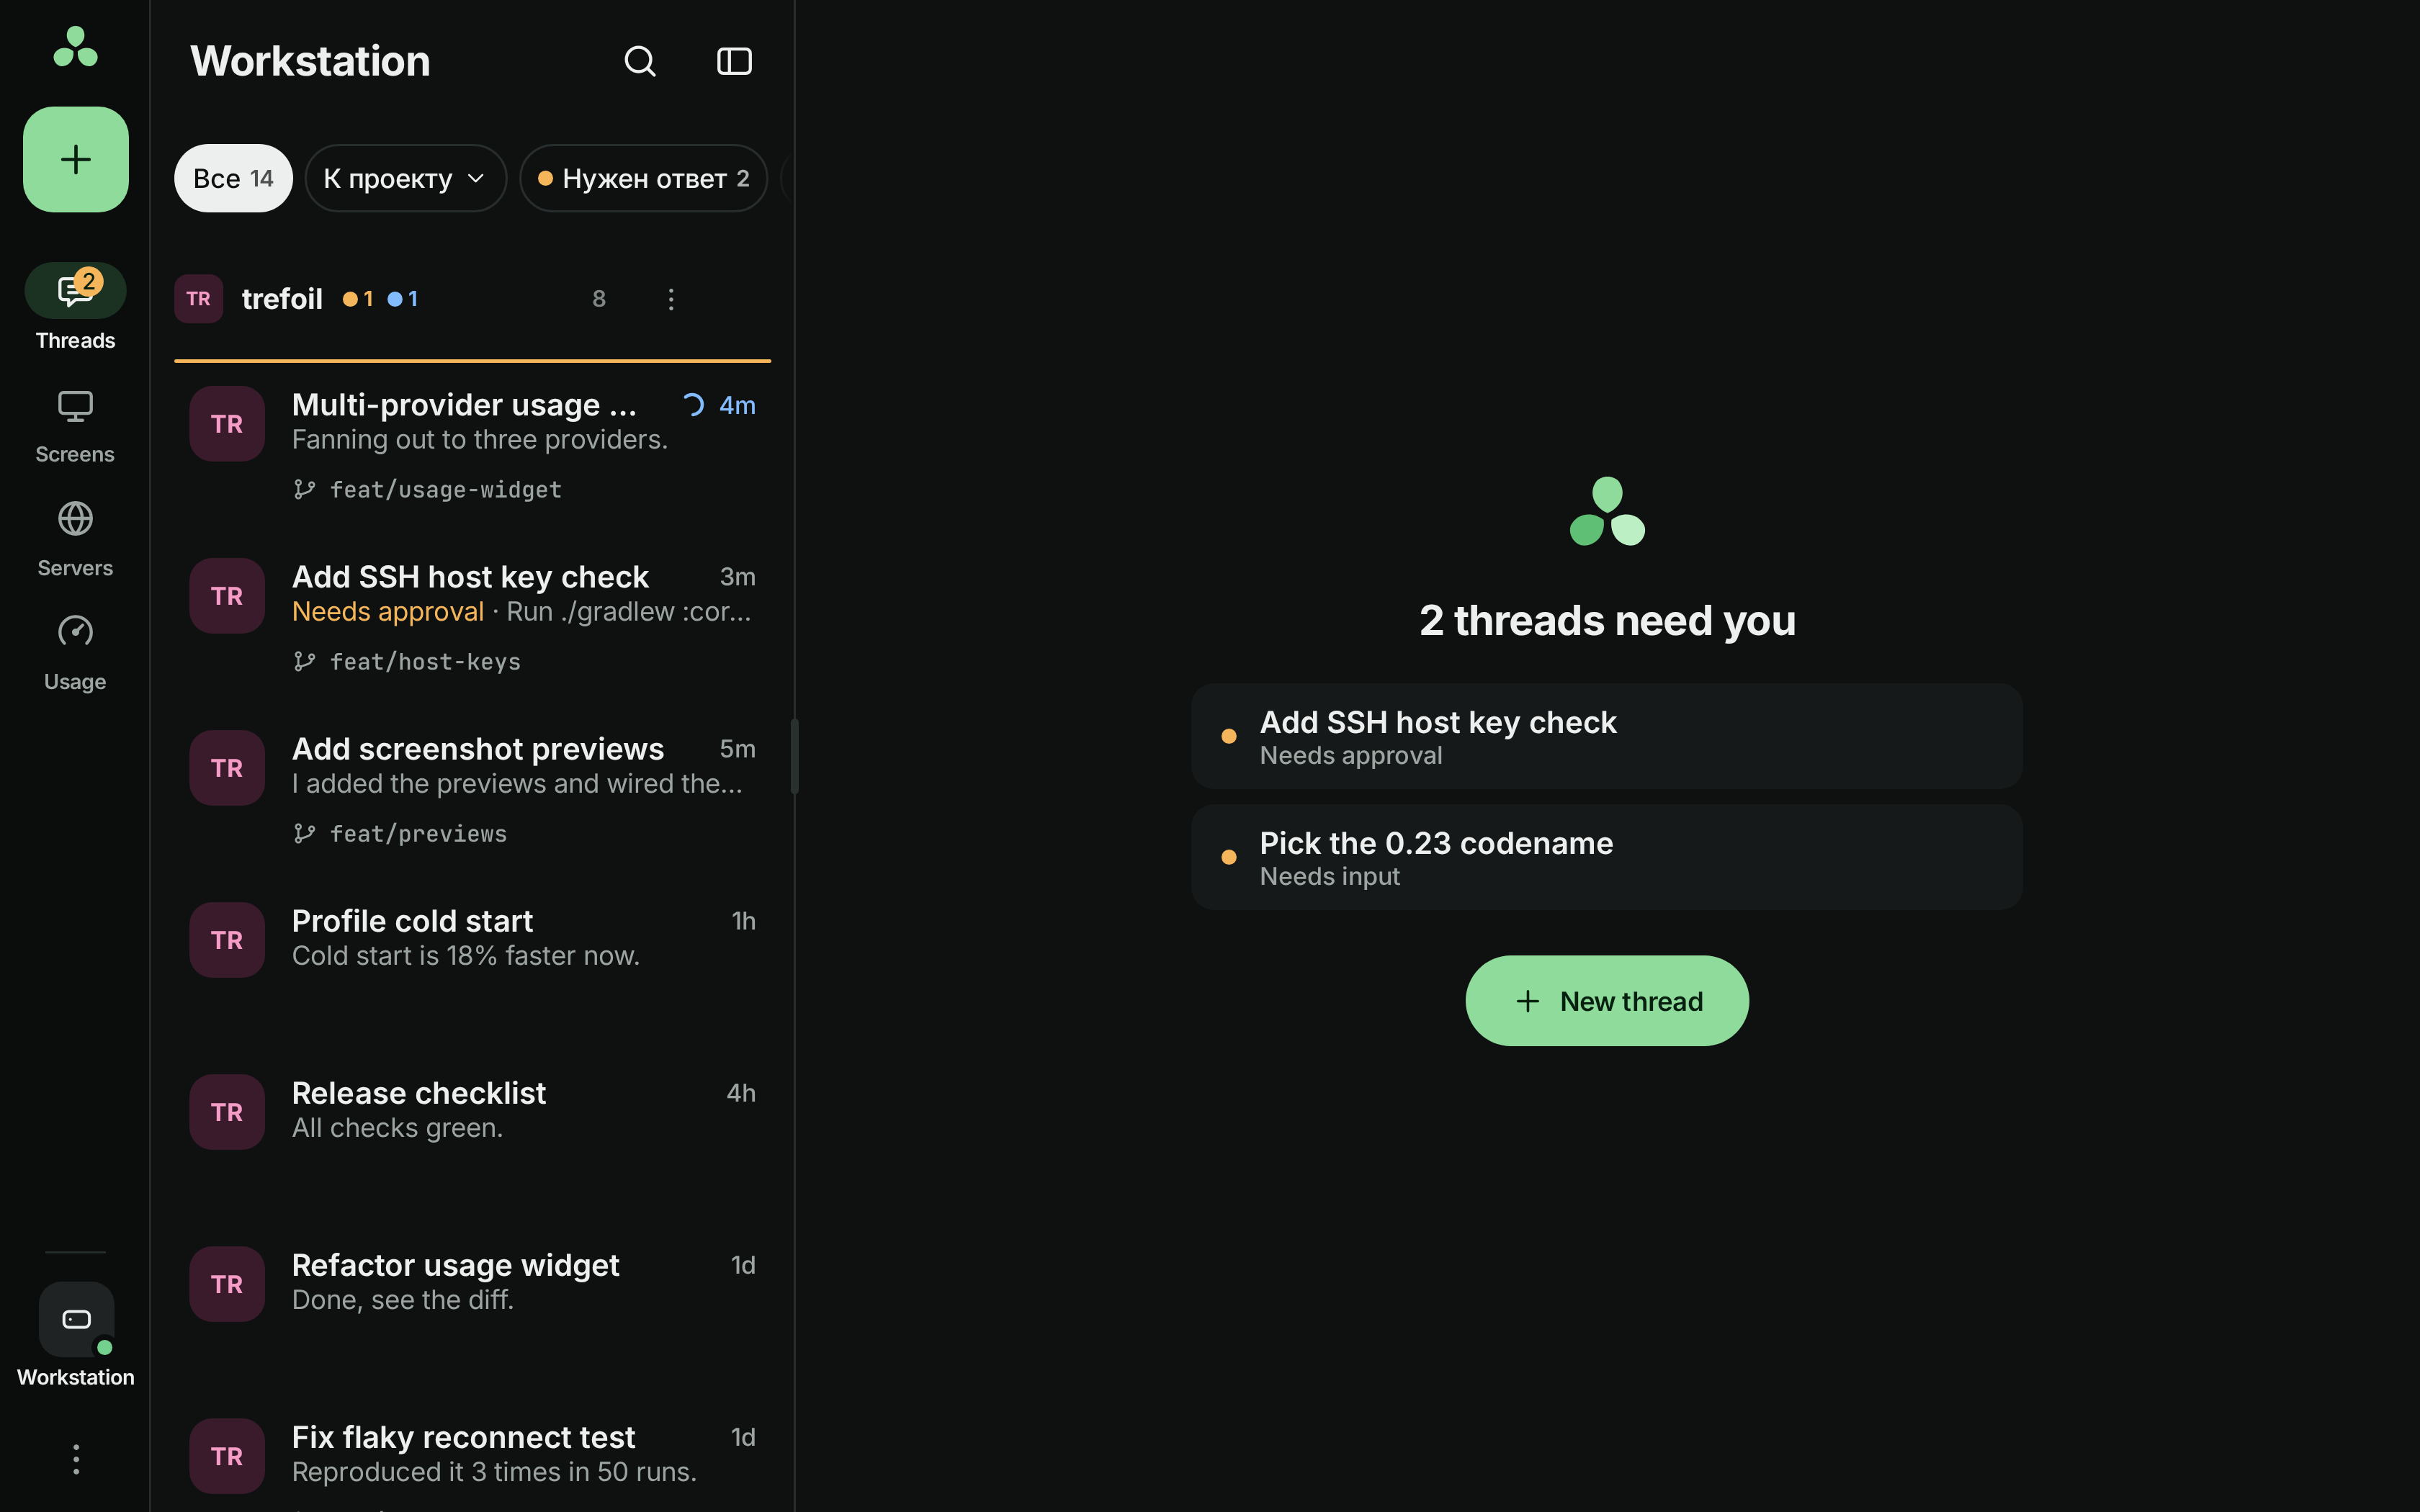 Workstation
Все 14
К проекту
Нужен ответ 2
2
Threads
Screens
Servers
Usage
Workstation
TR trefoil 1 1 8
TR
Multi-provider usage ... 4m
Fanning out to three providers.
feat/usage-widget
TR
Add SSH host key check 3m
Needs approval · Run ./gradlew :cor...
feat/host-keys
TR
Add screenshot previews 5m
I added the previews and wired the...
feat/previews
TR
Profile cold start 1h
Cold start is 18% faster now.
TR
Release checklist 4h
All checks green.
TR
Refactor usage widget 1d
Done, see the diff.
TR
Fix flaky reconnect test 1d
Reproduced it 3 times in 50 runs.
2 threads need you
Add SSH host key check
Needs approval
Pick the 0.23 codename
Needs input
New thread